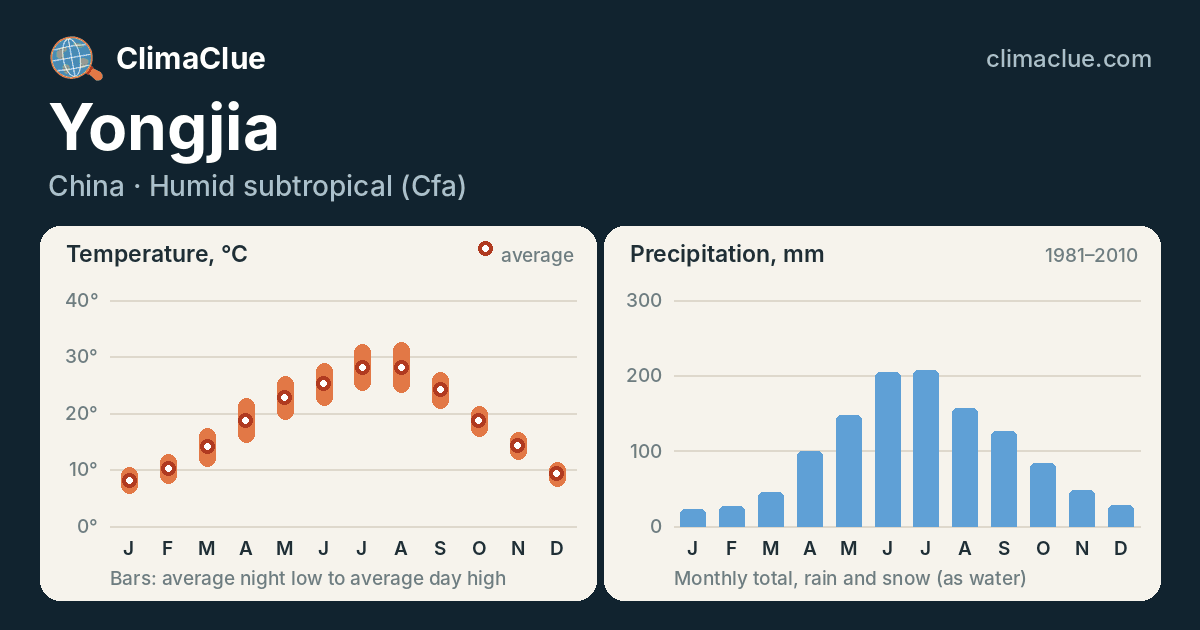 ClimaClue
climaclue.com
Yongjia
China · Humid subtropical (Cfa)
Temperature, °C
average
40°
30°
20°
10°
0°
J F M A M J J A S O N D
Bars: average night low to average day high
Precipitation, mm
1981–2010
300
200
100
0
J F M A M J J A S O N D
Monthly total, rain and snow (as water)